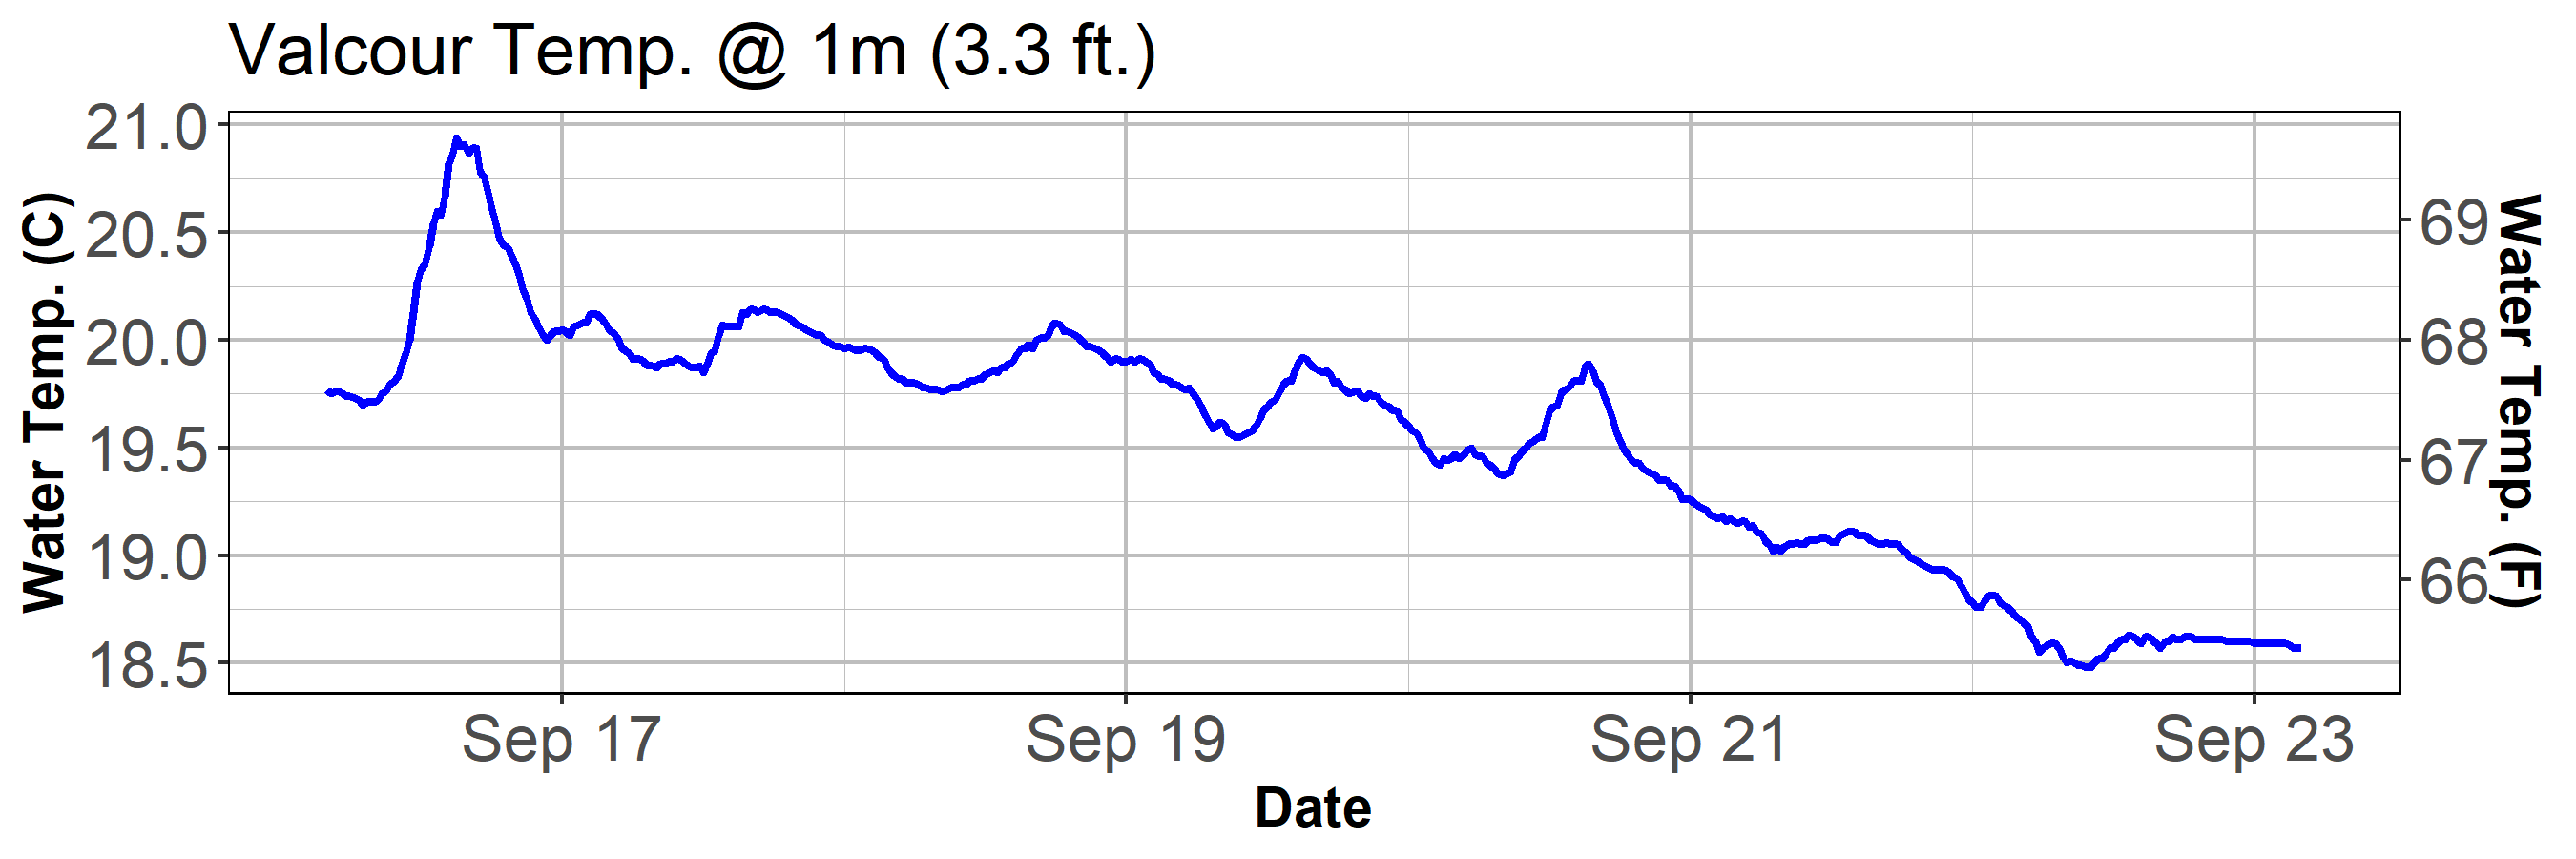 Valcour Temp. @ 1m (3.3 ft.)
Water Temp. (C)
21.0
20.5
20.0
19.5
19.0
18.5
69
68
67
66
Water Temp. (F)
Sep 17
Sep 19
Sep 21
Sep 23
Date